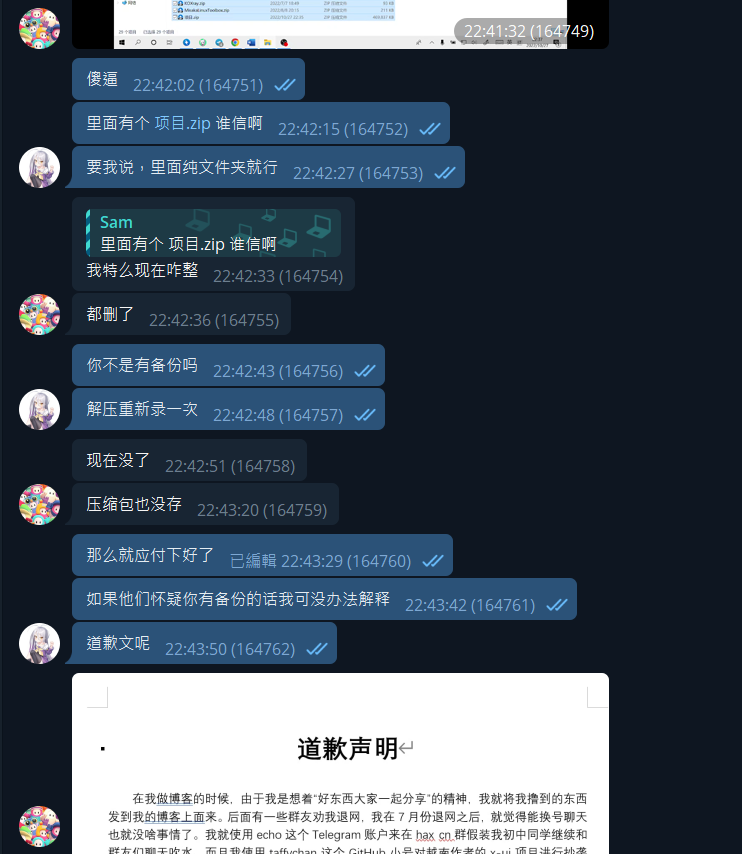 22:41:32 (164749)
傻逼 22:42:02 (164751)
里面有个 项目.zip 谁信啊 22:42:15 (164752)
要我说，里面纯文件夹就行 22:42:27 (164753)
Sam
里面有个 项目.zip 谁信啊
我特么现在咋整 22:42:33 (164754)
都删了 22:42:36 (164755)
你不是有备份吗 22:42:43 (164756)
解压重新录一次 22:42:48 (164757)
现在没了 22:42:51 (164758)
压缩包也没存 22:43:20 (164759)
那么就应付下好了 已編輯 22:43:29 (164760)
如果他们怀疑你有备份的话我可没办法解释 22:43:42 (164761)
道歉文呢 22:43:50 (164762)
道歉声明
在我做博客的时候，由于我是想着“好东西大家一起分享”的精神，我就将我撸到的东西
发到我的博客上面来。后面有一些群友劝我退网，我在 7 月份退网之后，就觉得能换号聊天
也就没啥事情了。我就使用 echo 这个 Telegram 账户来在 hax cn 群假装我初中同学继续和
群友们聊天吹水，而且我使用 taffychan 这个 GitHub 小号对越南作者的 x-ui 项目进行抄袭